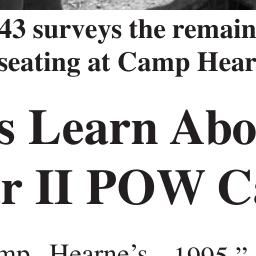 43 surveys the remain
seating at Camp Hear
s Learn Abo
r II POW Ca
mp Hearne's 1995."